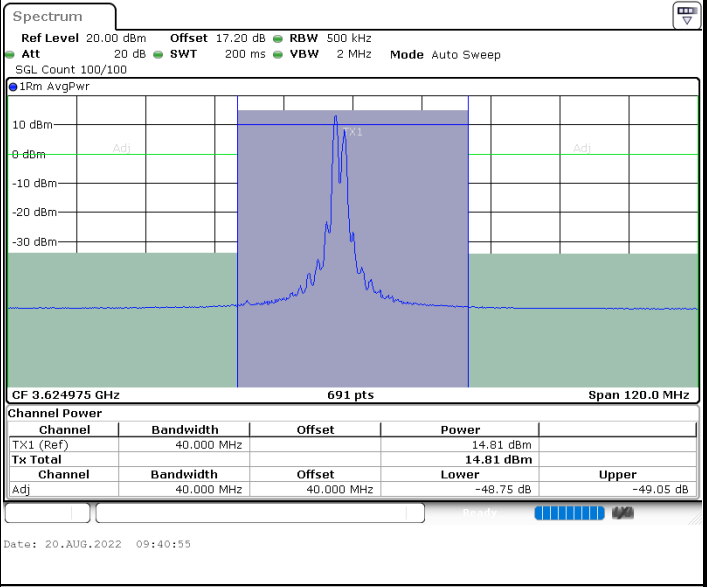 Spectrum
Ref Level 20.00 dBm Offset 17.20 dB RBW 500 kHz
Att 20 dB SWT 200 ms VBW 2 MHz Mode Auto Sweep
SGL Count 100/100
1Rm AvgPwr
10 dBm
TX1
Adj Adj
0 dBm
-10 dBm
-20 dBm
-30 dBm
CF 3.624975 GHz 691 pts Span 120.0 MHz
Channel Power
Channel Bandwidth Offset Power
TX1 (Ref) 40.000 MHz 14.81 dBm
Tx Total 14.81 dBm
Channel Bandwidth Offset Lower Upper
Adj 40.000 MHz 40.000 MHz -48.75 dB -49.05 dB
Ready
Date: 20.AUG.2022 09:40:55